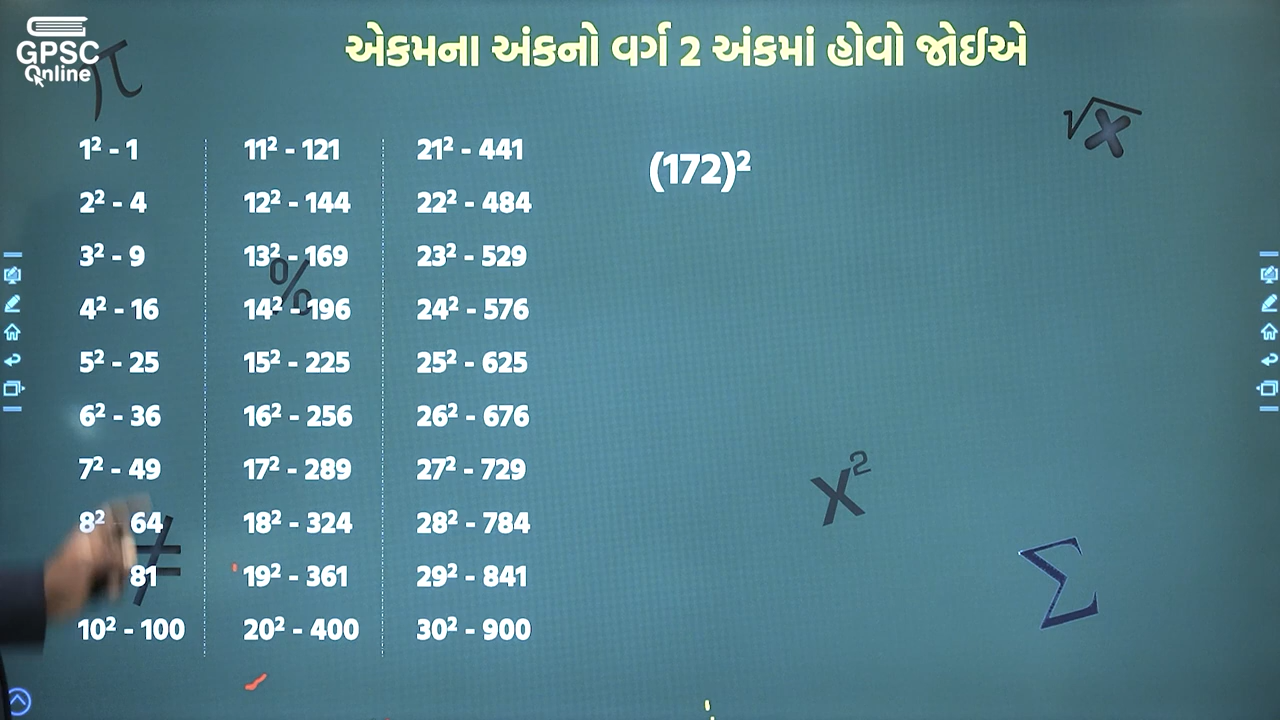 GPSC
Online
π
એકમના અંકનો વર્ગ 2 અંકમાં હોવો જોઈએ
√x
1² - 1
2² - 4
3² - 9
4² - 16
5² - 25
6² - 36
7² - 49
8² - 64
81
10² - 100
≠
11² - 121
12² - 144
13² - 169
14² - 196
15² - 225
16² - 256
17² - 289
18² - 324
19² - 361
20² - 400
%
21² - 441
22² - 484
23² - 529
24² - 576
25² - 625
26² - 676
27² - 729
28² - 784
29² - 841
30² - 900
(172)²
x²
Σ